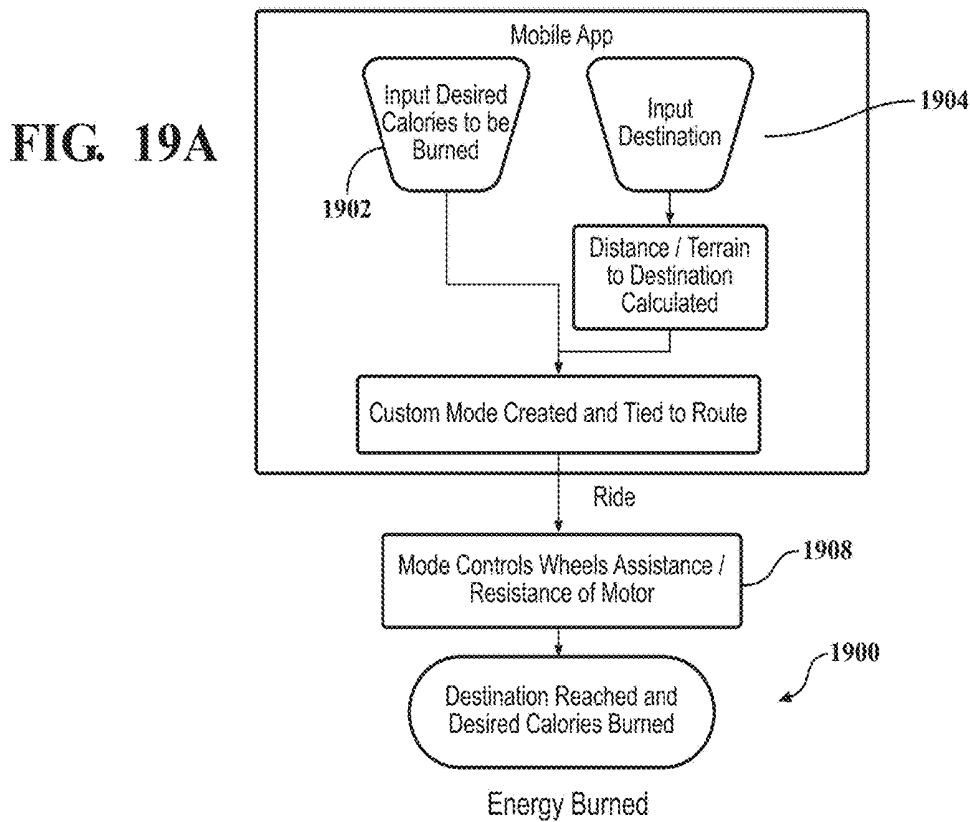 FIG. 19A
Mobile App
Input Desired
Calories to be
Burned
1902
Input
Destination
1904
Distance / Terrain
to Destination
Calculated
Custom Mode Created and Tied to Route
Ride
Mode Controls Wheels Assistance /
Resistance of Motor
1908
1900
Destination Reached and
Desired Calories Burned
Energy Burned